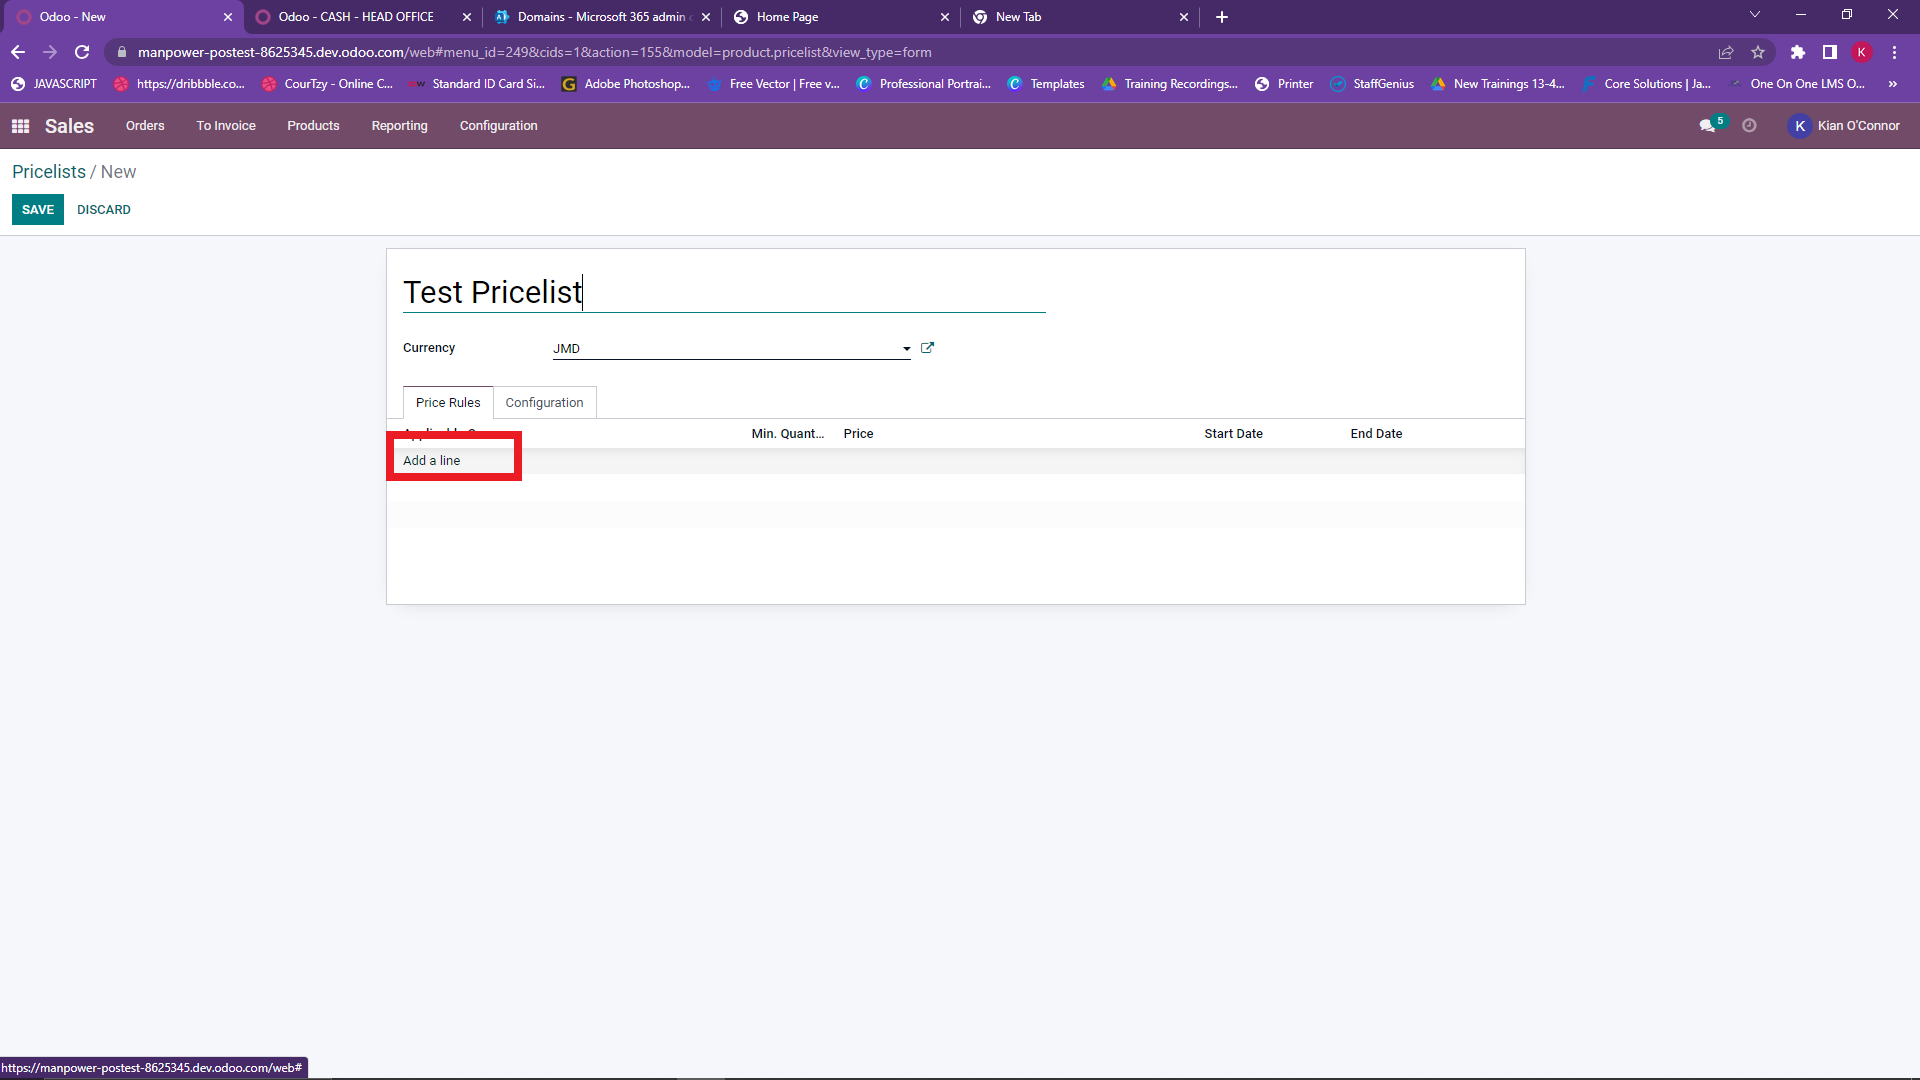 Odoo - New
Odoo - CASH - HEAD OFFICE
Domains - Microsoft 365 admin
Home Page
New Tab
manpower-postest-8625345.dev.odoo.com/web#menu_id=249&cids=1&action=155&model=product.pricelist&view_type=form
K
JAVASCRIPT
https://dribbble.co...
CourTzy - Online C...
Standard ID Card Si...
Adobe Photoshop...
Free Vector | Free v...
Professional Portrai...
Templates
Training Recordings...
Printer
StaffGenius
New Trainings 13-4...
Core Solutions | Ja...
One On One LMS O...
Sales
Orders
To Invoice
Products
Reporting
Configuration
5
K
Kian O'Connor
Pricelists / New
SAVE
DISCARD
Test Pricelist
Currency
JMD
Price Rules
Configuration
Min. Quant...
Price
Start Date
End Date
Add a line
https://manpower-postest-8625345.dev.odoo.com/web#